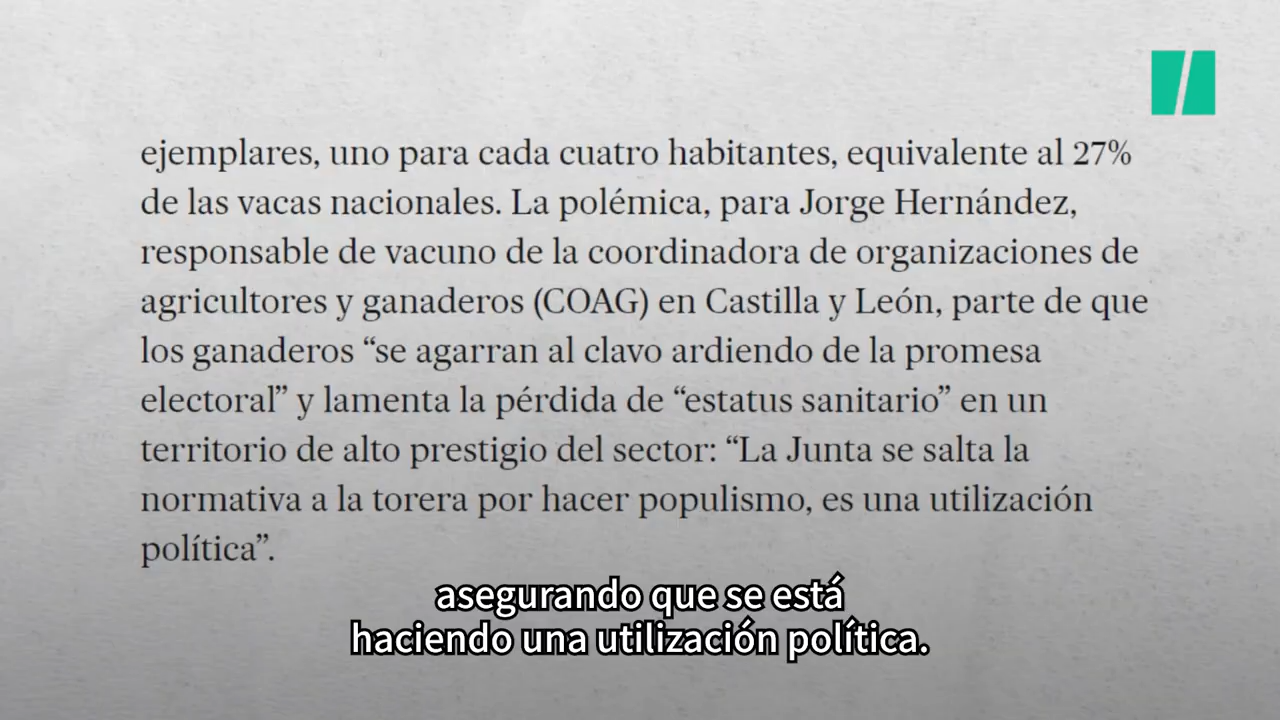 ejemplares, uno para cada cuatro habitantes, equivalente al 27%
de las vacas nacionales. La polémica, para Jorge Hernández,
responsable de vacuno de la coordinadora de organizaciones de
agricultores y ganaderos (COAG) en Castilla y León, parte de que
los ganaderos “se agarran al clavo ardiendo de la promesa
electoral” y lamenta la pérdida de “estatus sanitario” en un
territorio de alto prestigio del sector: “La Junta se salta la
normativa a la torera por hacer populismo, es una utilización
política”.
asegurando que se está
haciendo una utilización política.